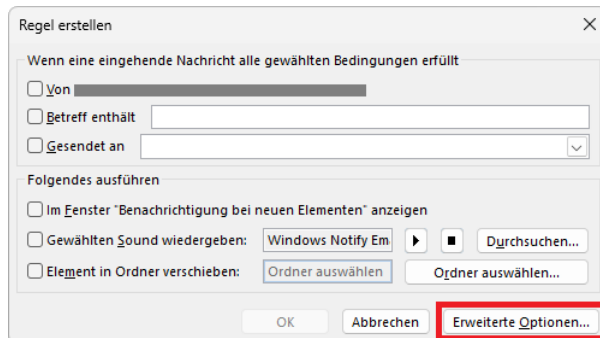 Regel erstellen
Wenn eine eingehende Nachricht alle gewählten Bedingungen erfüllt
Von
Betreff enthält
Gesendet an
Folgendes ausführen
Im Fenster "Benachrichtigung bei neuen Elementen" anzeigen
Gewählten Sound wiedergeben: Windows Notify Em Durchsuchen...
Element in Ordner verschieben: Ordner auswählen Ordner auswählen...
OK Abbrechen Erweiterte Optionen...